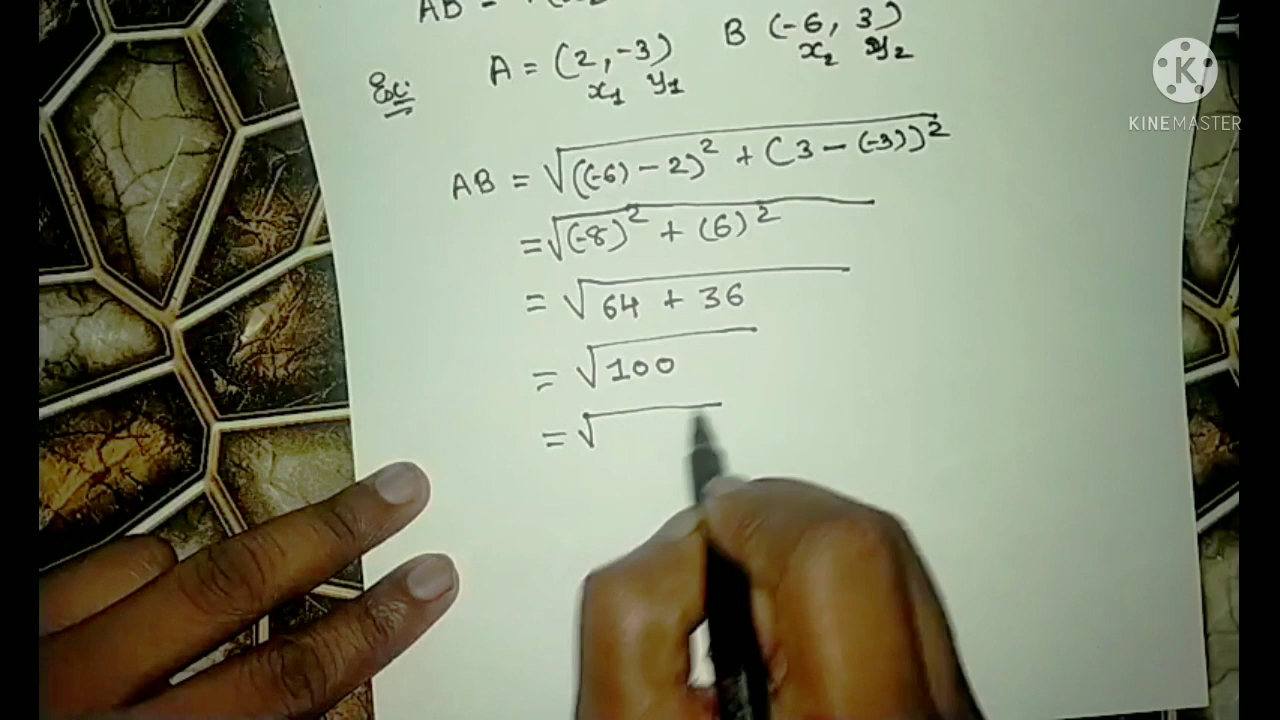 AB =
A = (2, -3) B (-6, 3)
Ex:
x₁ y₁ x₂ y₂
AB = √((-6) - 2)² + (3 - (-3))²
= √(-8)² + (6)²
= √64 + 36
= √100
= √
K
KINEMASTER